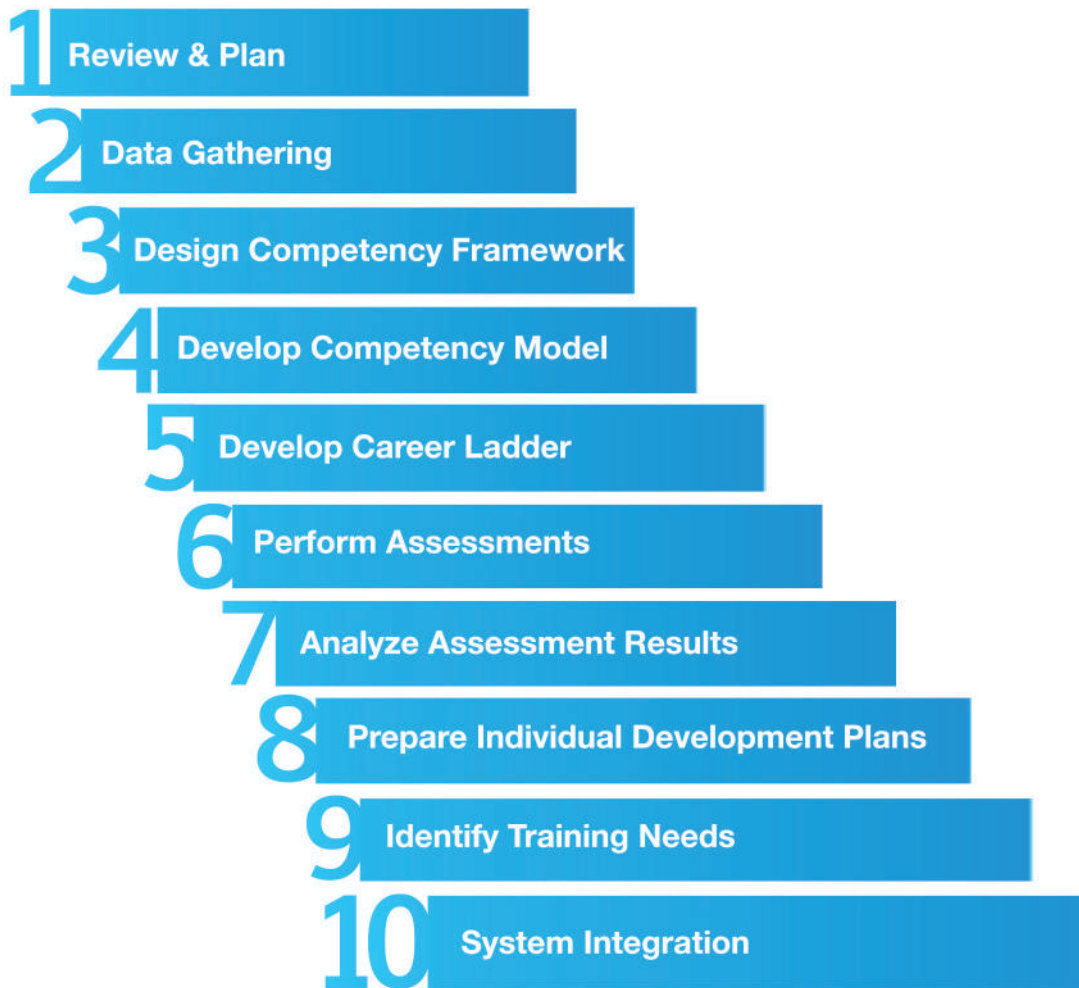 1 Review & Plan
2 Data Gathering
3 Design Competency Framework
4 Develop Competency Model
5 Develop Career Ladder
6 Perform Assessments
7 Analyze Assessment Results
8 Prepare Individual Development Plans
9 Identify Training Needs
10 System Integration